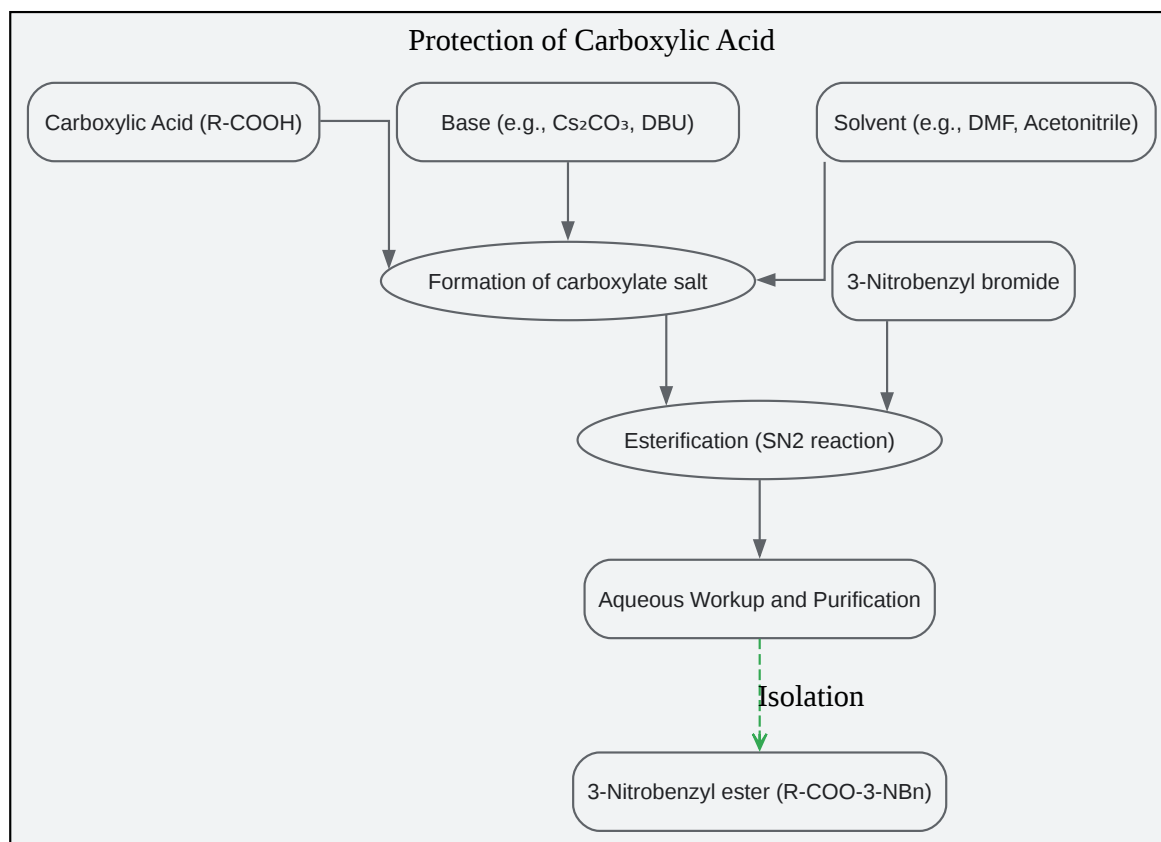 Protection of Carboxylic Acid
Carboxylic Acid (R-COOH)
Base (e.g., Cs₂CO₃, DBU)
Solvent (e.g., DMF, Acetonitrile)
Formation of carboxylate salt
3-Nitrobenzyl bromide
Esterification (SN2 reaction)
Aqueous Workup and Purification
Isolation
3-Nitrobenzyl ester (R-COO-3-NBn)